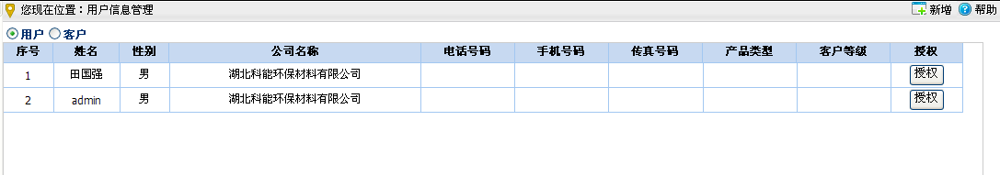 您现在位置：用户信息管理 新增 帮助
用户 客户
序号 姓名 性别 公司名称 电话号码 手机号码 传真号码 产品类型 客户等级 授权
1 田国强 男 湖北科能环保材料有限公司 授权
2 admin 男 湖北科能环保材料有限公司 授权